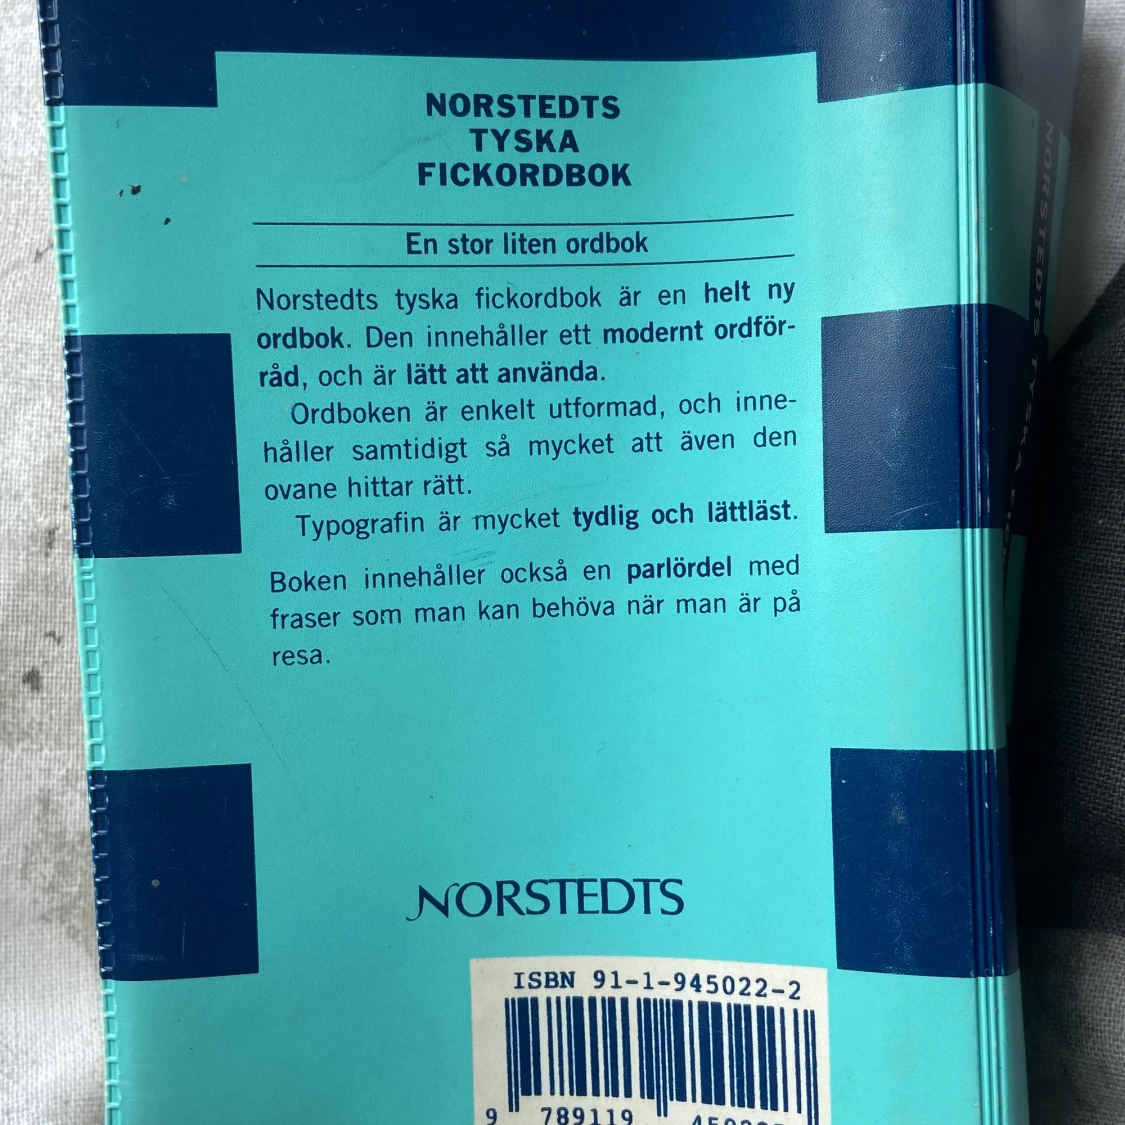 NORSTEDTS
TYSKA
FICKORDBOK
En stor liten ordbok
Norstedts tyska fickordbok är en helt ny
ordbok. Den innehåller ett modernt ordför-
råd, och är lätt att använda.
Ordboken är enkelt utformad, och inne-
håller samtidigt så mycket att även den
ovane hittar rätt.
Typografin är mycket tydlig och lättläst.
Boken innehåller också en parlördel med
fraser som man kan behöva när man är på
resa.
NORSTEDTS
ISBN 91-1-945022-2
9 789119
NORSTEDTS TYSKA